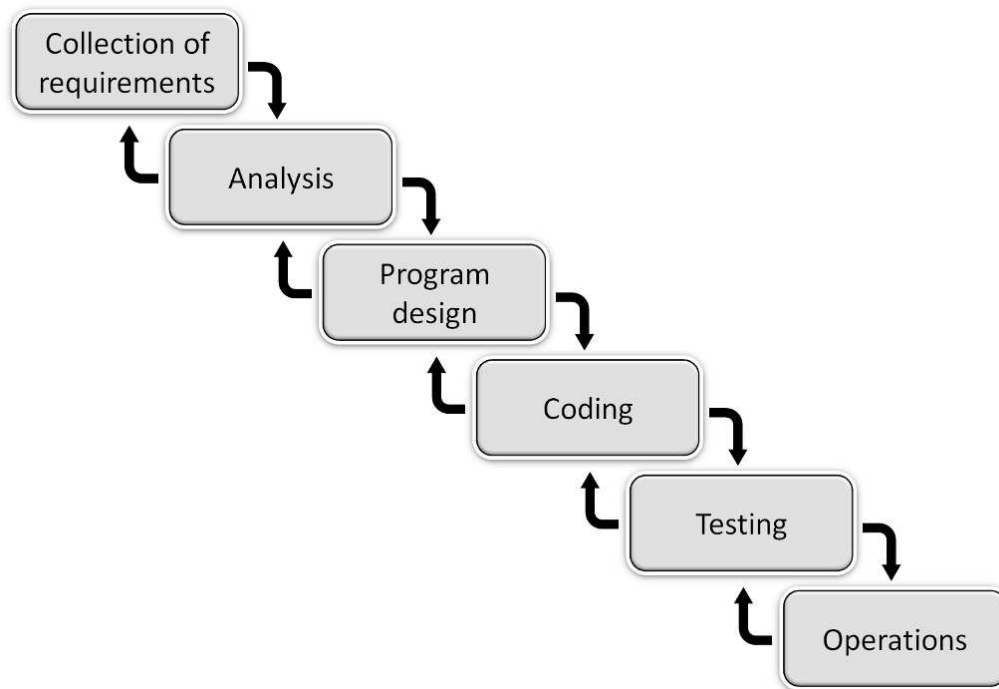 Collection of
requirements
Analysis
Program
design
Coding
Testing
Operations